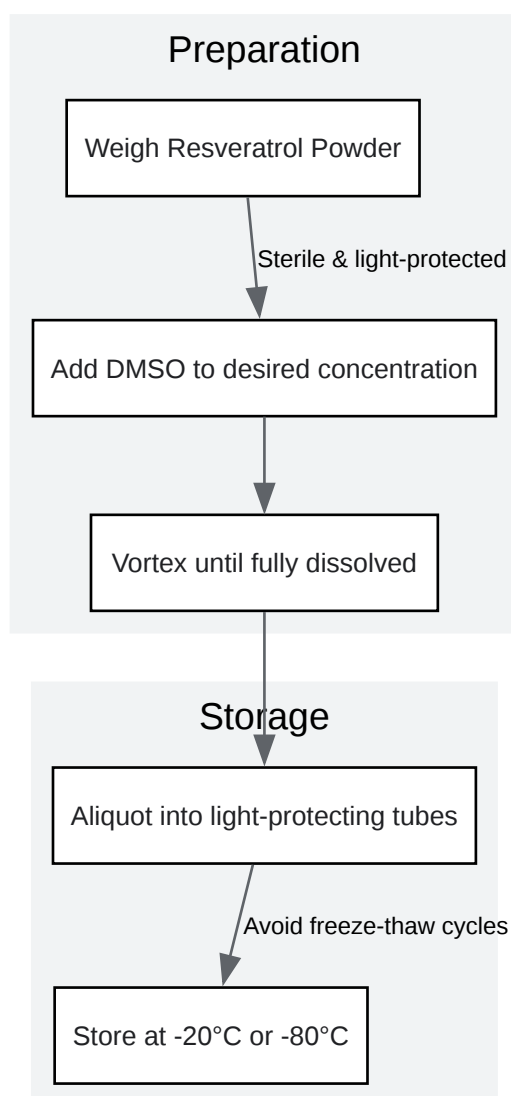 Preparation
Weigh Resveratrol Powder
Sterile & light-protected
Add DMSO to desired concentration
Vortex until fully dissolved
Storage
Aliquot into light-protecting tubes
Avoid freeze-thaw cycles
Store at -20°C or -80°C